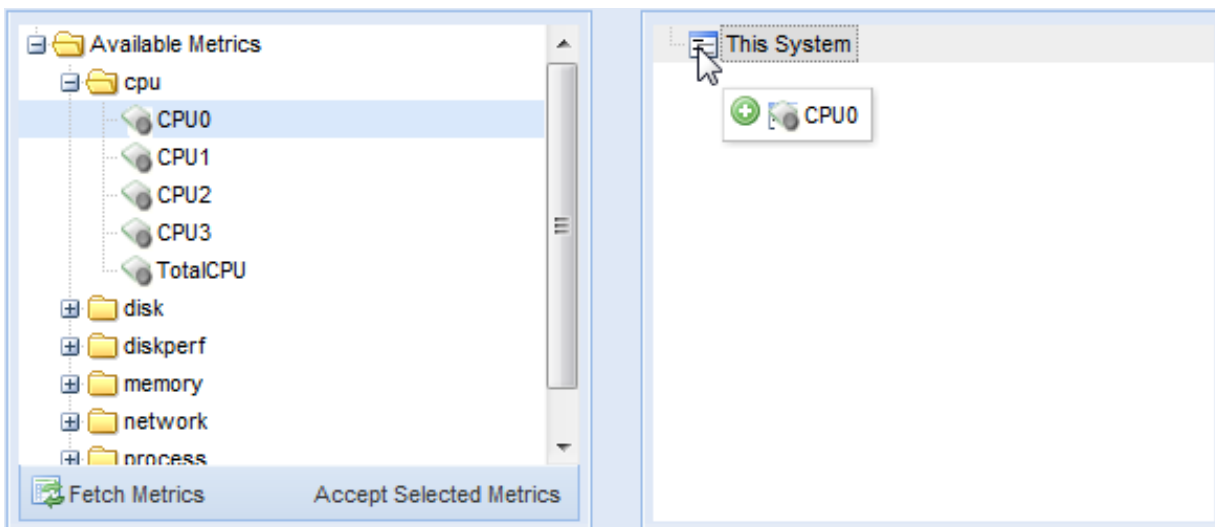 Available Metrics
cpu
CPU0
CPU1
CPU2
CPU3
TotalCPU
disk
diskperf
memory
network
process
Fetch Metrics
Accept Selected Metrics
This System
CPU0